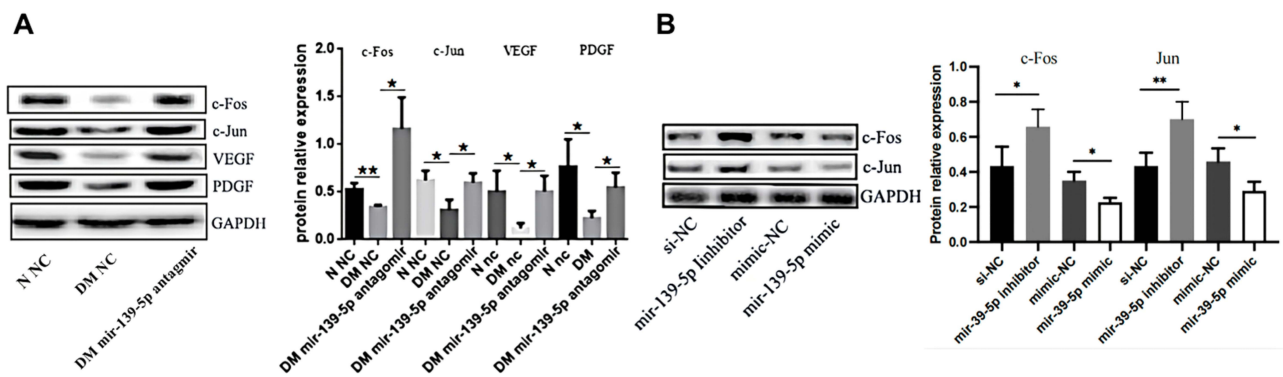 A
c-Fos
c-Jun
VEGF
PDGF
GAPDH
N NC
DM NC
DM mir-139-5p antagmir
protein relative expression
2.0
1.5
1.0
0.5
0.0
c-Fos c-Jun VEGF PDGF
** * * * * * * *
N NC
DM NC
DM mir-139-5p antagomir
N NC
DM NC
DM mir-139-5p antagomir
N nc
DM nc
DM mir-139-5p antagomir
N nc
DM
DM mir-139-5p antagomir
B
c-Fos
c-Jun
GAPDH
si-NC
mir-139-5p Iinhibitor
mimic-NC
mir-139-5p mimic
Protein relative expression
1.0
0.8
0.6
0.4
0.2
0.0
c-Fos Jun
* * ** *
si-NC
mir-39-5p inhibitor
mimic-NC
mir-39-5p mimic
si-NC
mir-39-5p inhibitor
mimic-NC
mir-39-5p mimic